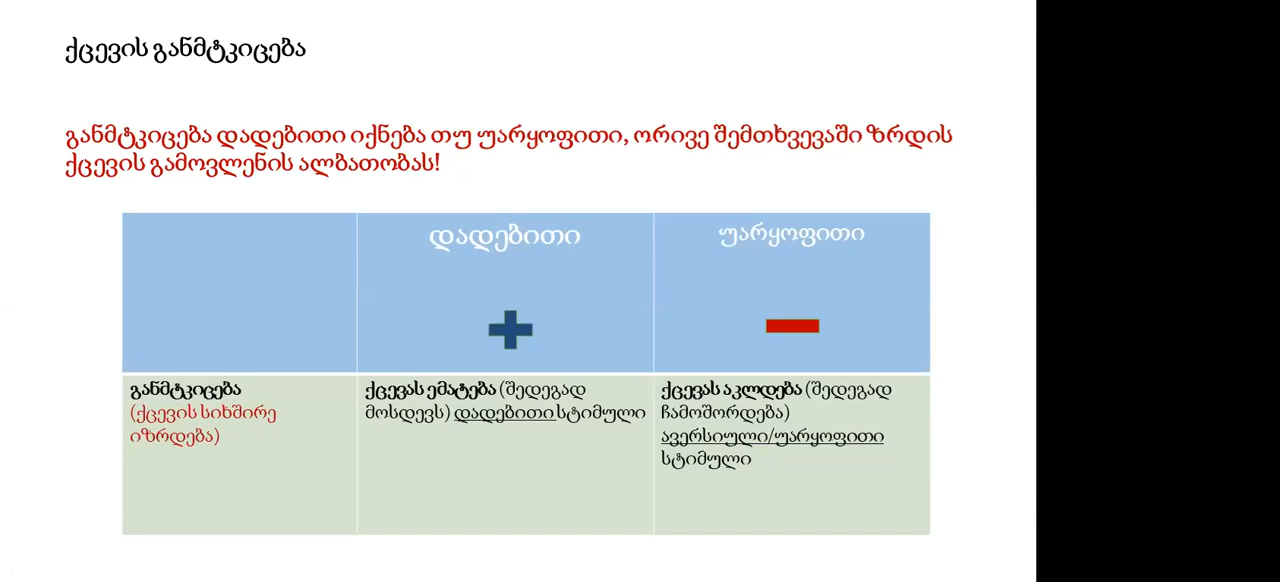 ქცევის განმტკიცება
განმტკიცება დადებითი იქნება თუ უარყოფითი, ორივე შემთხვევაში ზრდის
ქცევის გამოვლენის ალბათობას!
დადებითი
უარყოფითი
განმტკიცება
(ქცევის სიხშირე
იზრდება)
ქცევას ემატება (შედეგად
მოსდევს) დადებითი სტიმული
ქცევას აკლდება (შედეგად
ჩამოშორდება)
ავერსიული/უარყოფითი
სტიმული